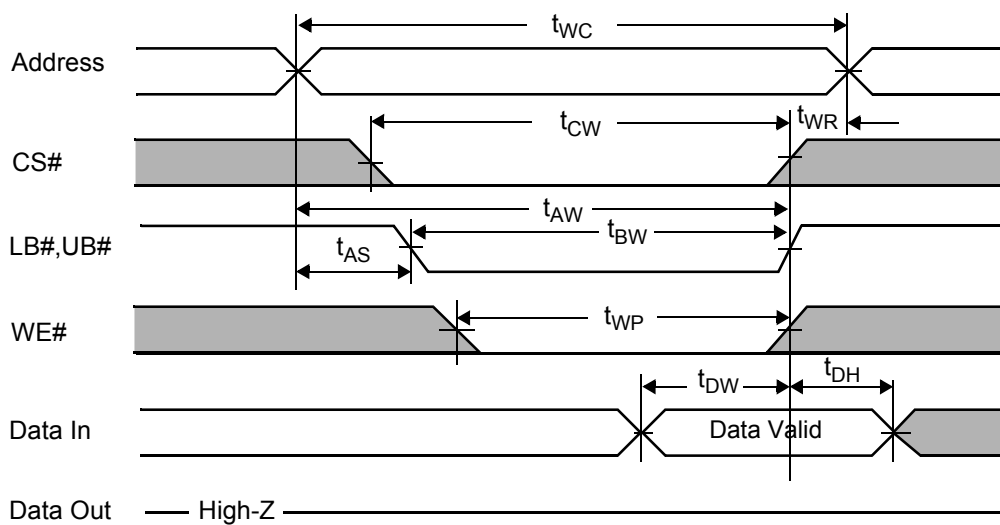 tWC
Address
tCW
tWR
CS#
tAW
LB#,UB#
tAS
tBW
WE#
tWP
tDW
tDH
Data In
Data Valid
Data Out
High-Z